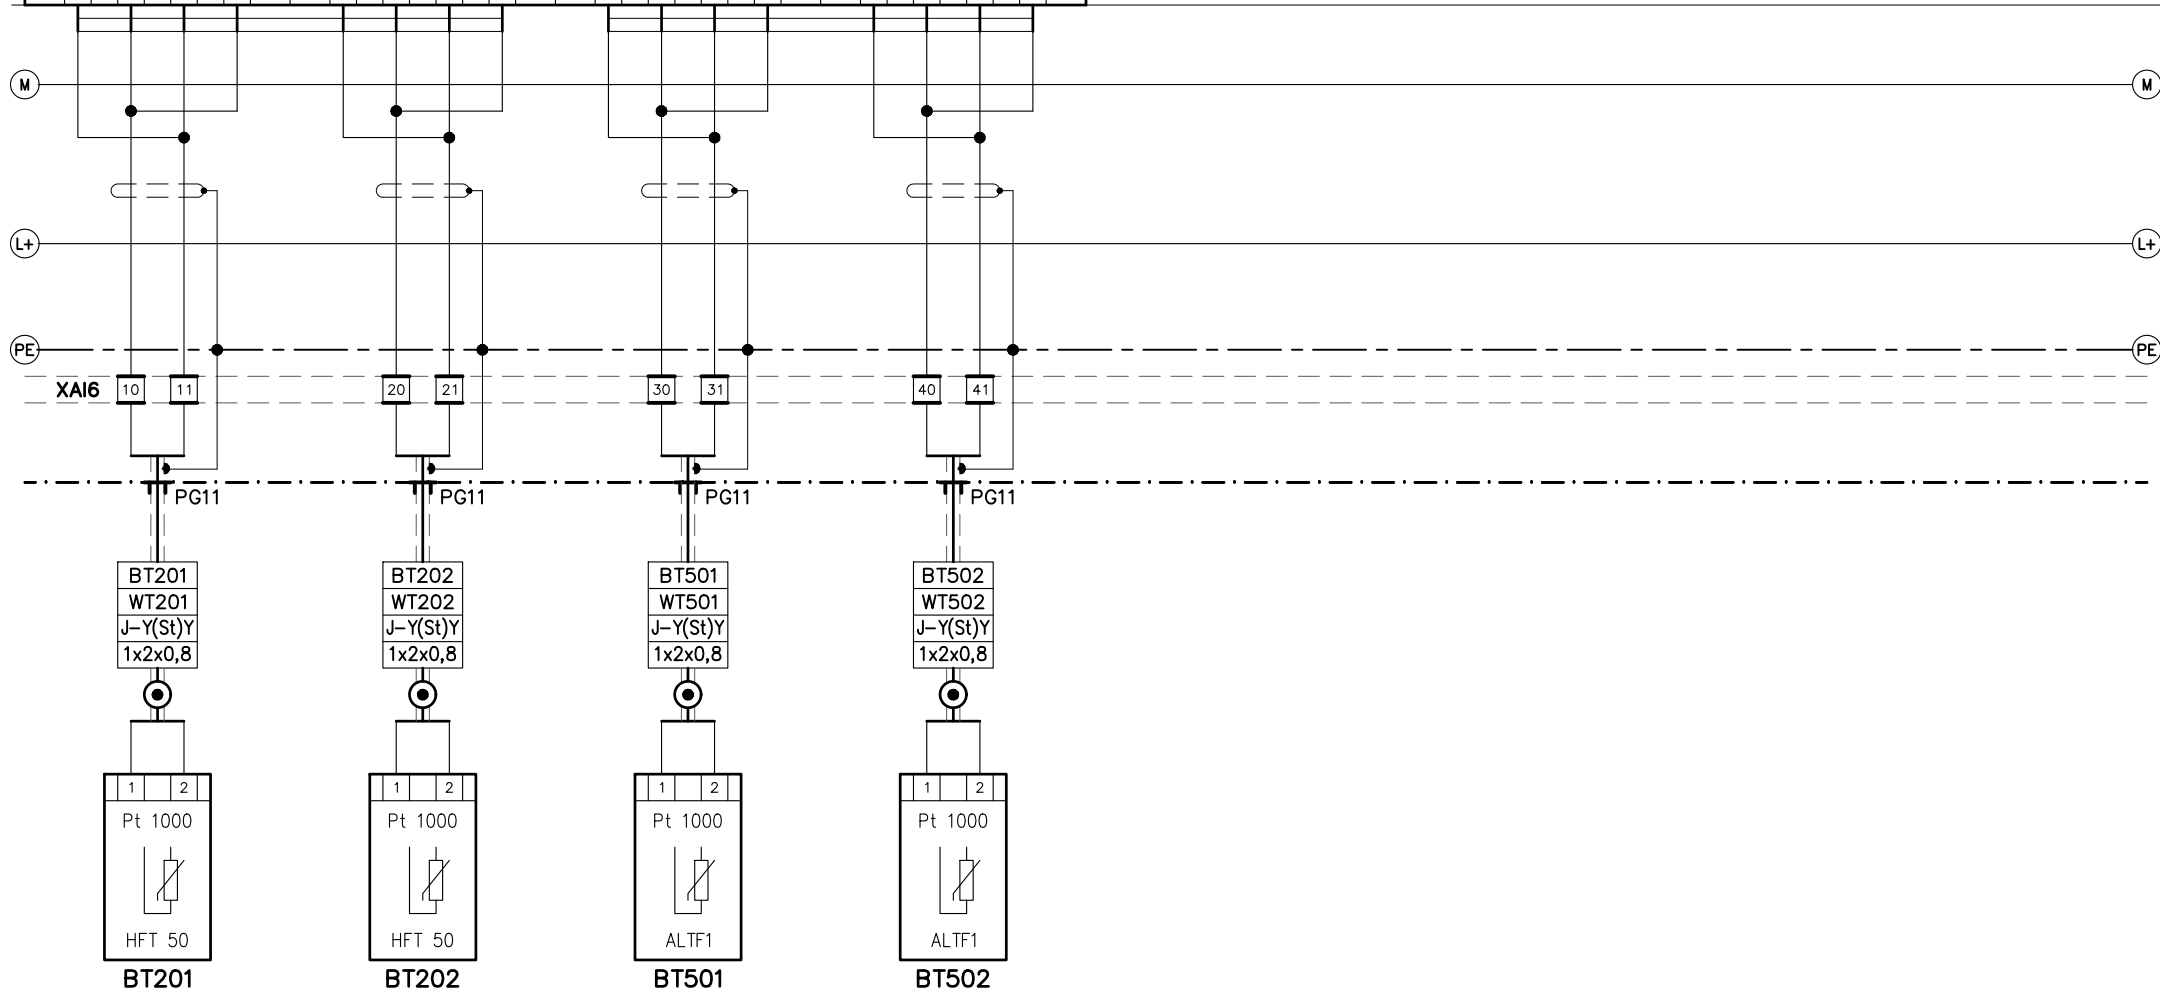 M M
L+ L+
PE PE
XAI6 10 11 20 21 30 31 40 41
PG11 PG11 PG11 PG11
BT201 BT202 BT501 BT502
WT201 WT202 WT501 WT502
J-Y(St)Y J-Y(St)Y J-Y(St)Y J-Y(St)Y
1x2x0,8 1x2x0,8 1x2x0,8 1x2x0,8
1 2 1 2 1 2 1 2
Pt 1000 Pt 1000 Pt 1000 Pt 1000
HFT 50 HFT 50 ALTF1 ALTF1
BT201 BT202 BT501 BT502